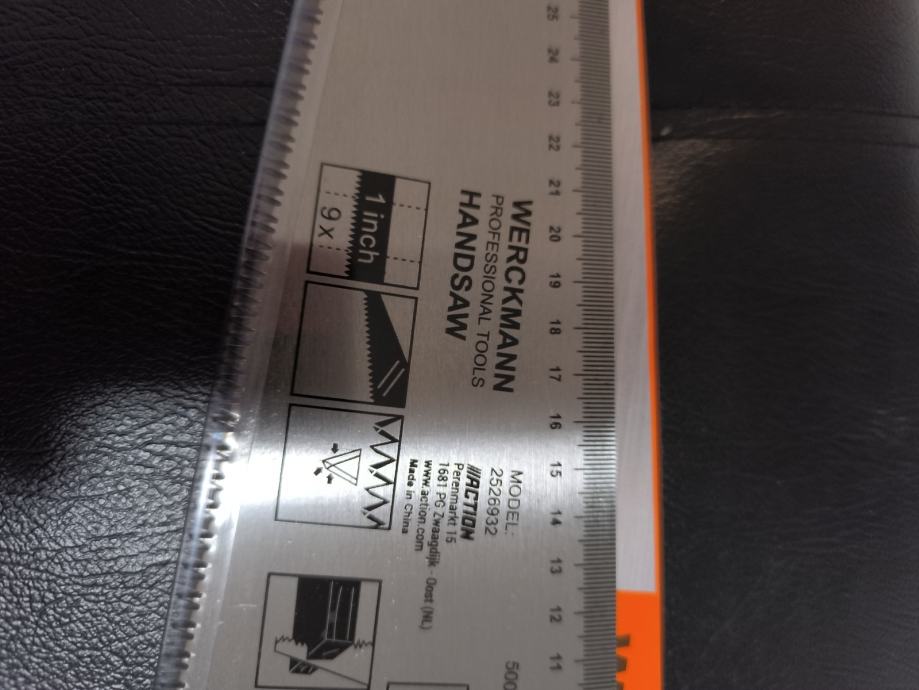 25 24 23 22 21 20 19 18 17 16 15 14 13 12 11
WERCKMANN
PROFESSIONAL TOOLS
HANDSAW
1 inch
9 x
MODEL:
2526932
ACTION
Perenmarkt 15
1681 PG Zwaagdijk - Oost (NL)
www.action.com
Made in China
500